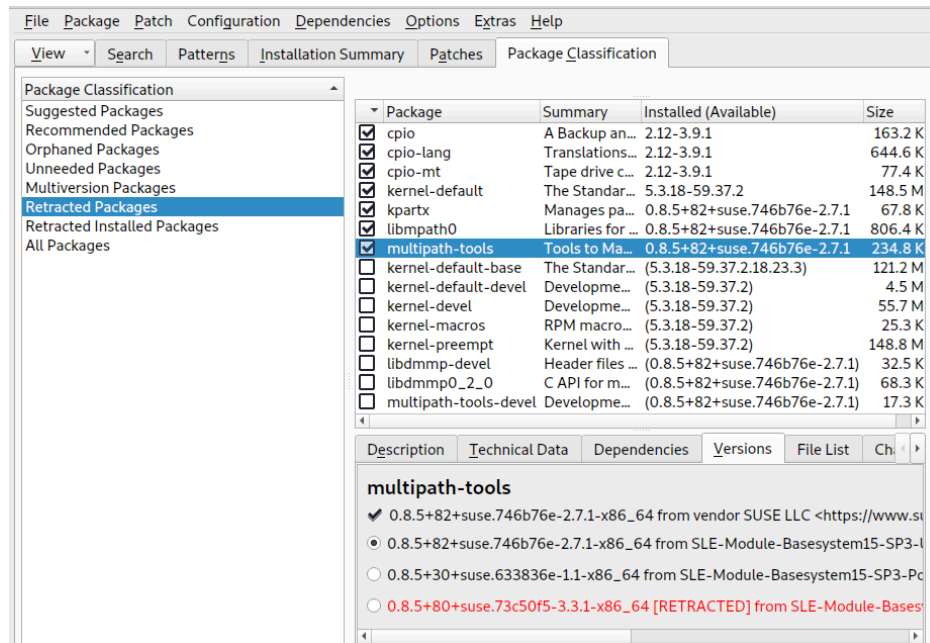 File Package Patch Configuration Dependencies Options Extras Help
View Search Patterns Installation Summary Patches Package Classification
Package Classification
Suggested Packages
Recommended Packages
Orphaned Packages
Unneeded Packages
Multiversion Packages
Retracted Packages
Retracted Installed Packages
All Packages
Package Summary Installed (Available) Size
cpio A Backup an... 2.12-3.9.1 163.2 K
cpio-lang Translations... 2.12-3.9.1 644.6 K
cpio-mt Tape drive c... 2.12-3.9.1 77.4 K
kernel-default The Standar... 5.3.18-59.37.2 148.5 M
kpartx Manages pa... 0.8.5+82+suse.746b76e-2.7.1 67.8 K
libmpath0 Libraries for ... 0.8.5+82+suse.746b76e-2.7.1 806.4 K
multipath-tools Tools to Ma... 0.8.5+82+suse.746b76e-2.7.1 234.8 K
kernel-default-base The Standar... (5.3.18-59.37.2.18.23.3) 121.2 M
kernel-default-devel Developme... (5.3.18-59.37.2) 4.5 M
kernel-devel Developme... (5.3.18-59.37.2) 55.7 M
kernel-macros RPM macro... (5.3.18-59.37.2) 25.3 K
kernel-preempt Kernel with ... (5.3.18-59.37.2) 148.8 M
libdmmp-devel Header files ... (0.8.5+82+suse.746b76e-2.7.1) 32.5 K
libdmmp0_2_0 C API for m... (0.8.5+82+suse.746b76e-2.7.1) 68.3 K
multipath-tools-devel Developme... (0.8.5+82+suse.746b76e-2.7.1) 17.3 K
Description Technical Data Dependencies Versions File List Ch
multipath-tools
0.8.5+82+suse.746b76e-2.7.1-x86_64 from vendor SUSE LLC <https://www.su
0.8.5+82+suse.746b76e-2.7.1-x86_64 from SLE-Module-Basesystem15-SP3-U
0.8.5+30+suse.633836e-1.1-x86_64 from SLE-Module-Basesystem15-SP3-Po
0.8.5+80+suse.73c50f5-3.3.1-x86_64 [RETRACTED] from SLE-Module-Basesy